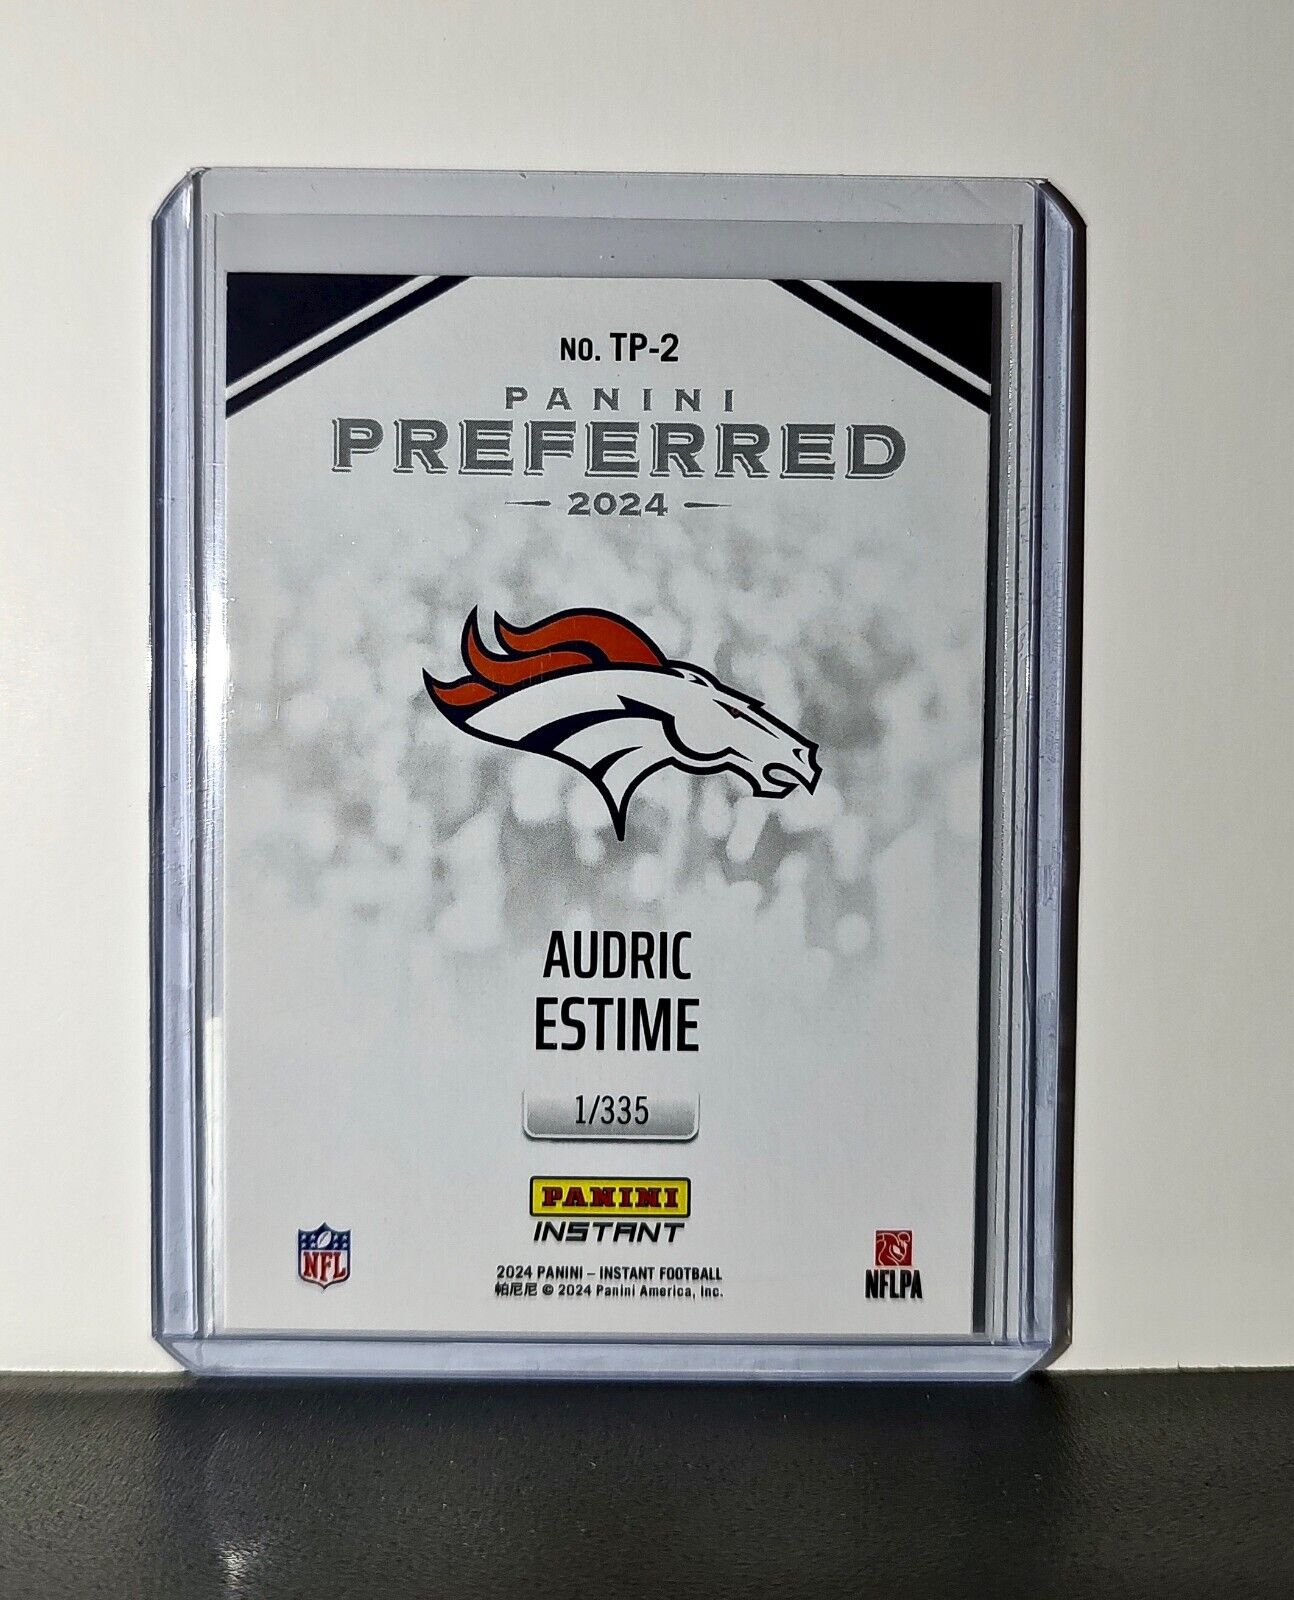 NO. TP-2
PANINI
PREFERRED
2024
AUDRIC
ESTIME
1/335
PANINI
INSTANT
NFL
NFLPA
2024 PANINI – INSTANT FOOTBALL
帕尼尼 © 2024 Panini America, Inc.